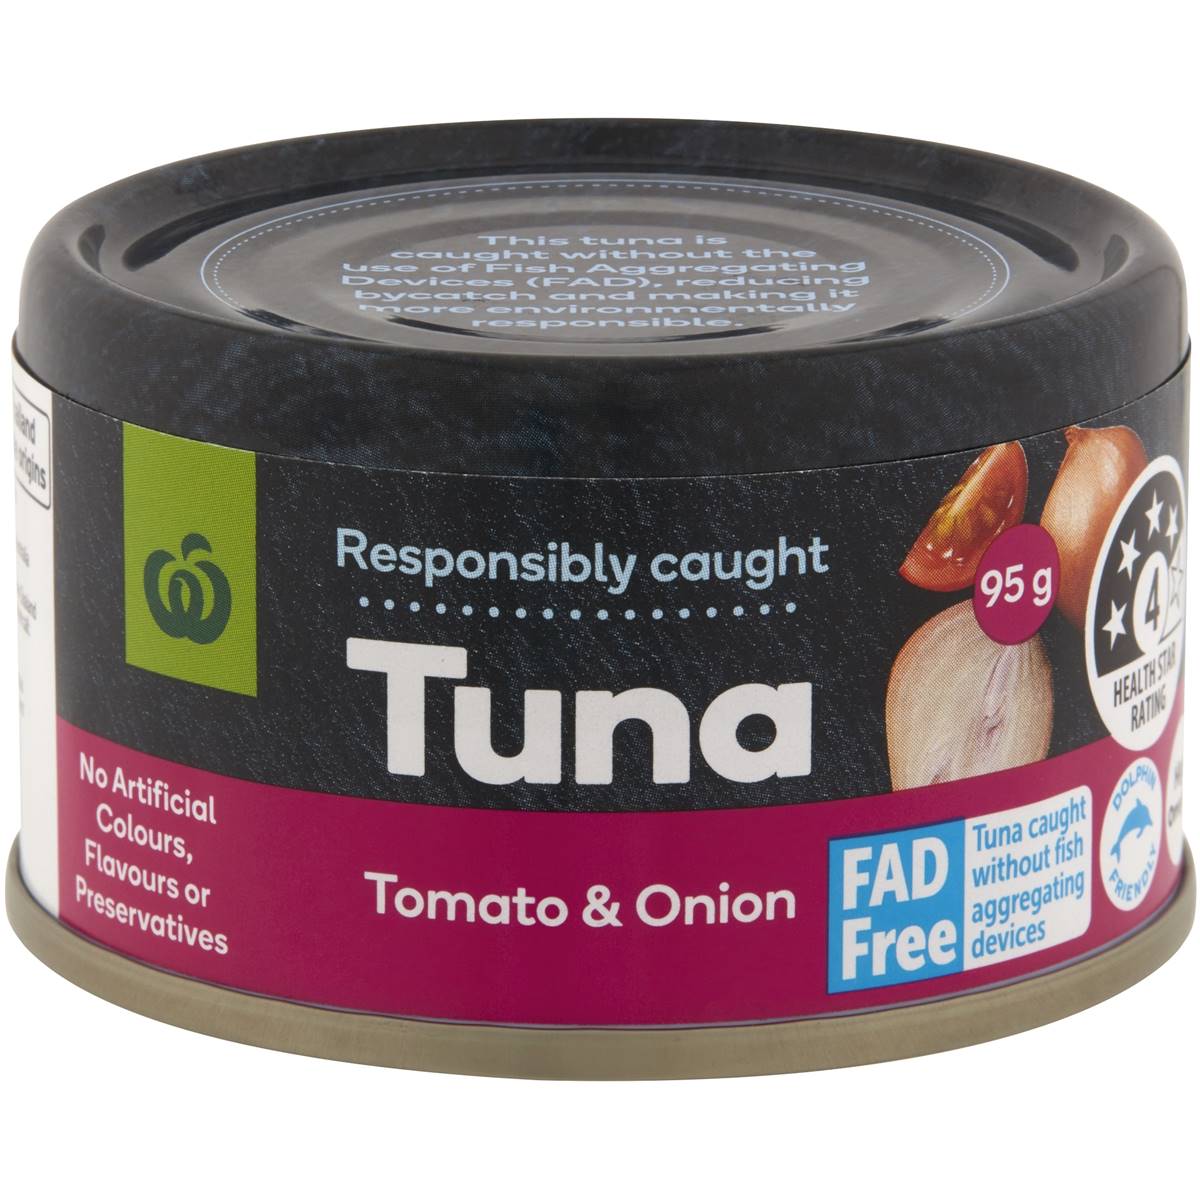 This tuna is
caught without the
use of Fish Aggregating
Devices (FAD), reducing
bycatch and making it
more environmentally
responsible.
origins
Responsibly caught
Tuna
95 g
4
HEALTH STAR
RATING
No Artificial
Colours,
Flavours or
Preservatives
Tomato & Onion
FAD
Free
Tuna caught
without fish
aggregating
devices
DOLPHIN
FRIENDLY